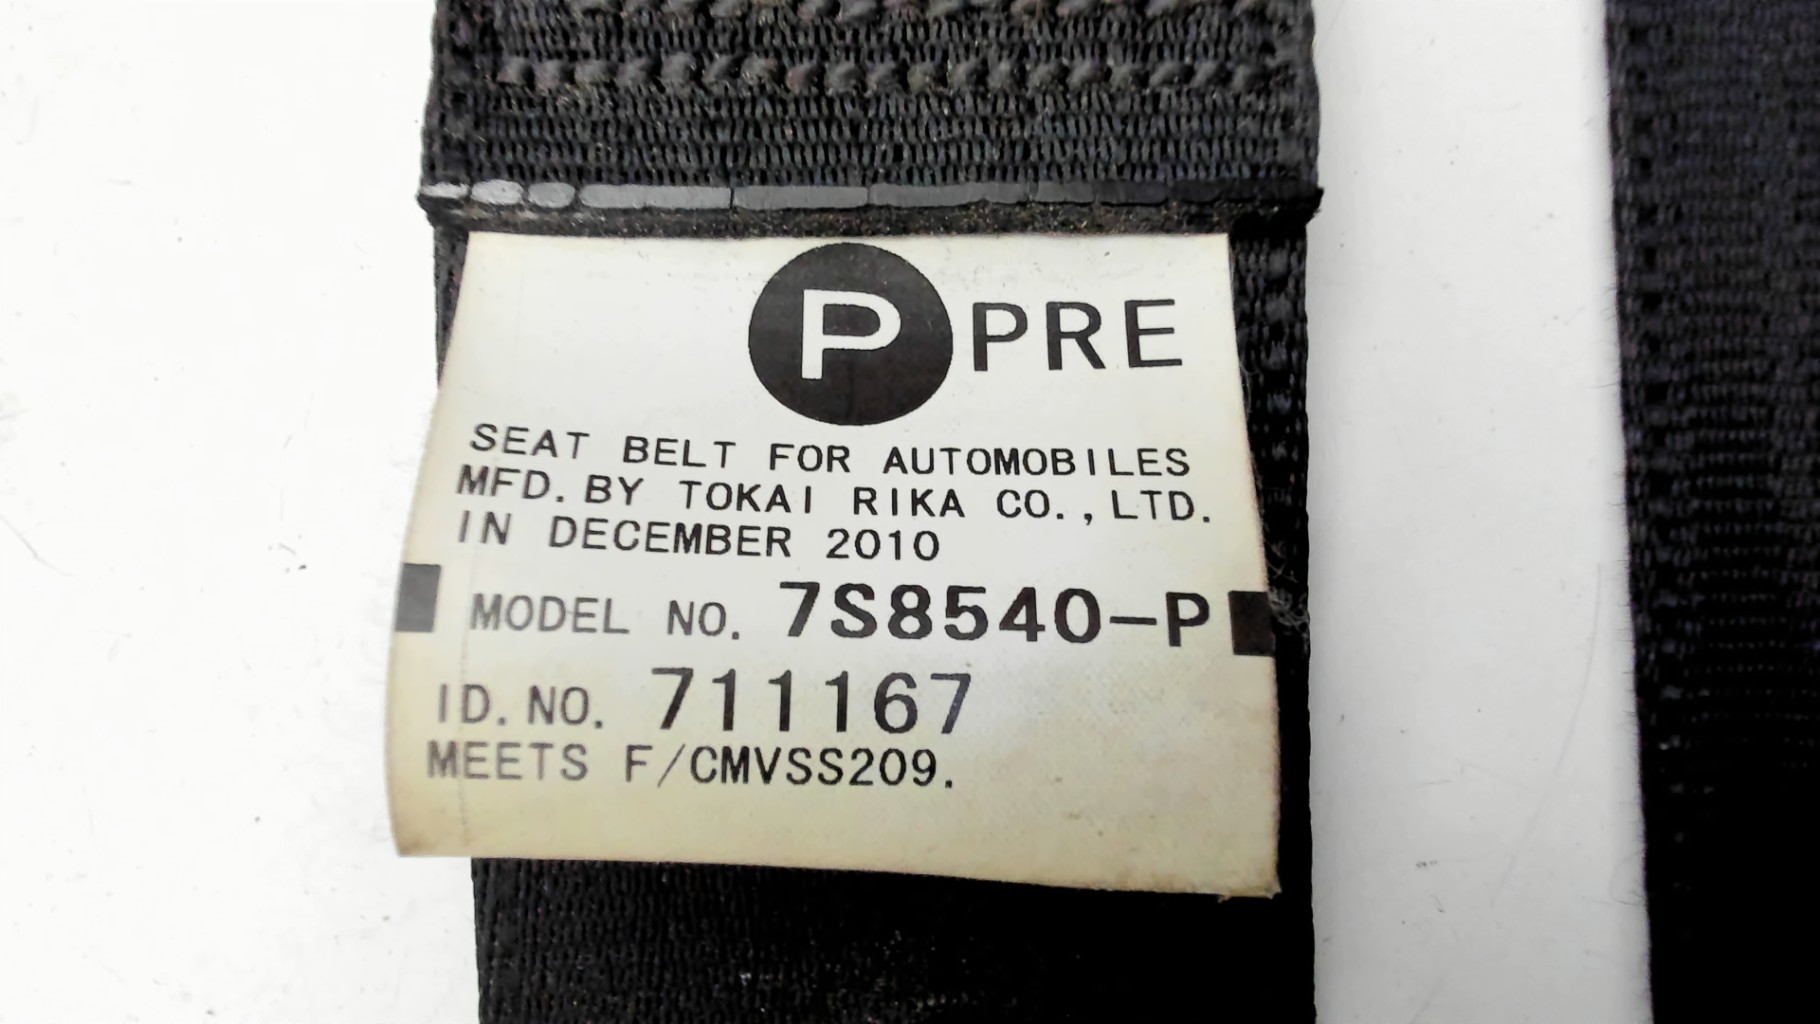 P PRE
SEAT BELT FOR AUTOMOBILES
MFD. BY TOKAI RIKA CO., LTD.
IN DECEMBER 2010
MODEL NO. 7S8540-P
ID. NO. 711167
MEETS F/CMVSS209.